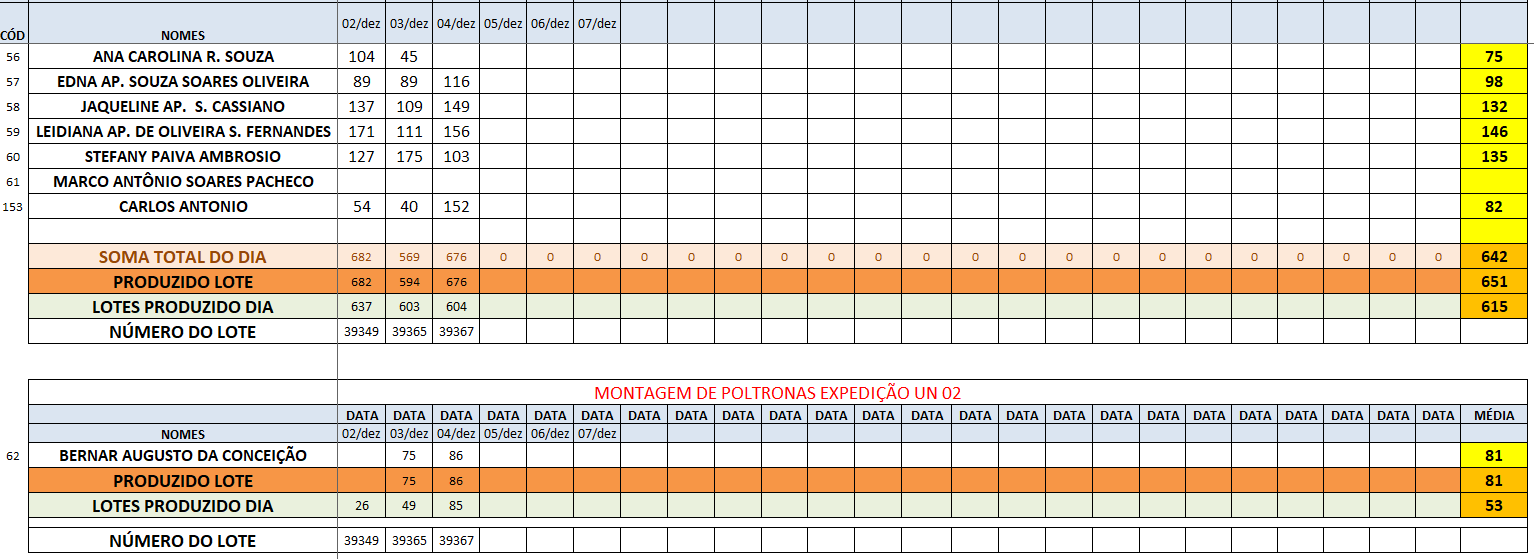 02/dez 03/dez 04/dez 05/dez 06/dez 07/dez
CÓD NOMES
56 ANA CAROLINA R. SOUZA 104 45 75
57 EDNA AP. SOUZA SOARES OLIVEIRA 89 89 116 98
58 JAQUELINE AP. S. CASSIANO 137 109 149 132
59 LEIDIANA AP. DE OLIVEIRA S. FERNANDES 171 111 156 146
60 STEFANY PAIVA AMBROSIO 127 175 103 135
61 MARCO ANTÔNIO SOARES PACHECO
153 CARLOS ANTONIO 54 40 152 82
SOMA TOTAL DO DIA 682 569 676 0 0 0 0 0 0 0 0 0 0 0 0 0 0 0 0 0 0 0 0 0 642
PRODUZIDO LOTE 682 594 676 651
LOTES PRODUZIDO DIA 637 603 604 615
NÚMERO DO LOTE 39349 39365 39367
MONTAGEM DE POLTRONAS EXPEDIÇÃO UN 02
DATA DATA DATA DATA DATA DATA DATA DATA DATA DATA DATA DATA DATA DATA DATA DATA DATA DATA DATA DATA DATA DATA DATA DATA MÉDIA
NOMES 02/dez 03/dez 04/dez 05/dez 06/dez 07/dez
62 BERNAR AUGUSTO DA CONCEIÇÃO 75 86 81
PRODUZIDO LOTE 75 86 81
LOTES PRODUZIDO DIA 26 49 85 53
NÚMERO DO LOTE 39349 39365 39367